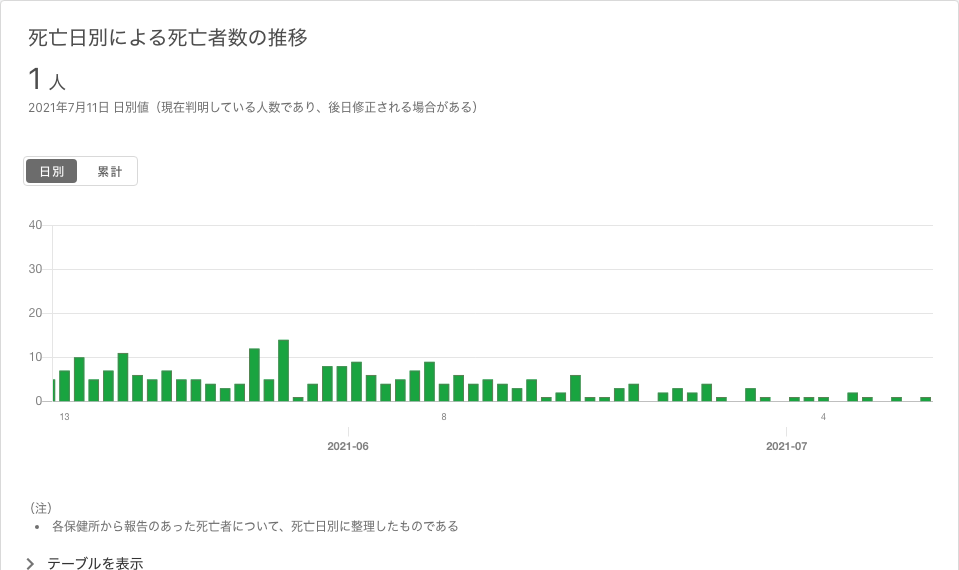 死亡日別による死亡者数の推移
1 人
2021年7月11日 日別値（現在判明している人数であり、後日修正される場合がある）
日別 累計
40
30
20
10
0
13 8 4
2021-06 2021-07
（注）
• 各保健所から報告のあった死亡者について、死亡日別に整理したものである
テーブルを表示